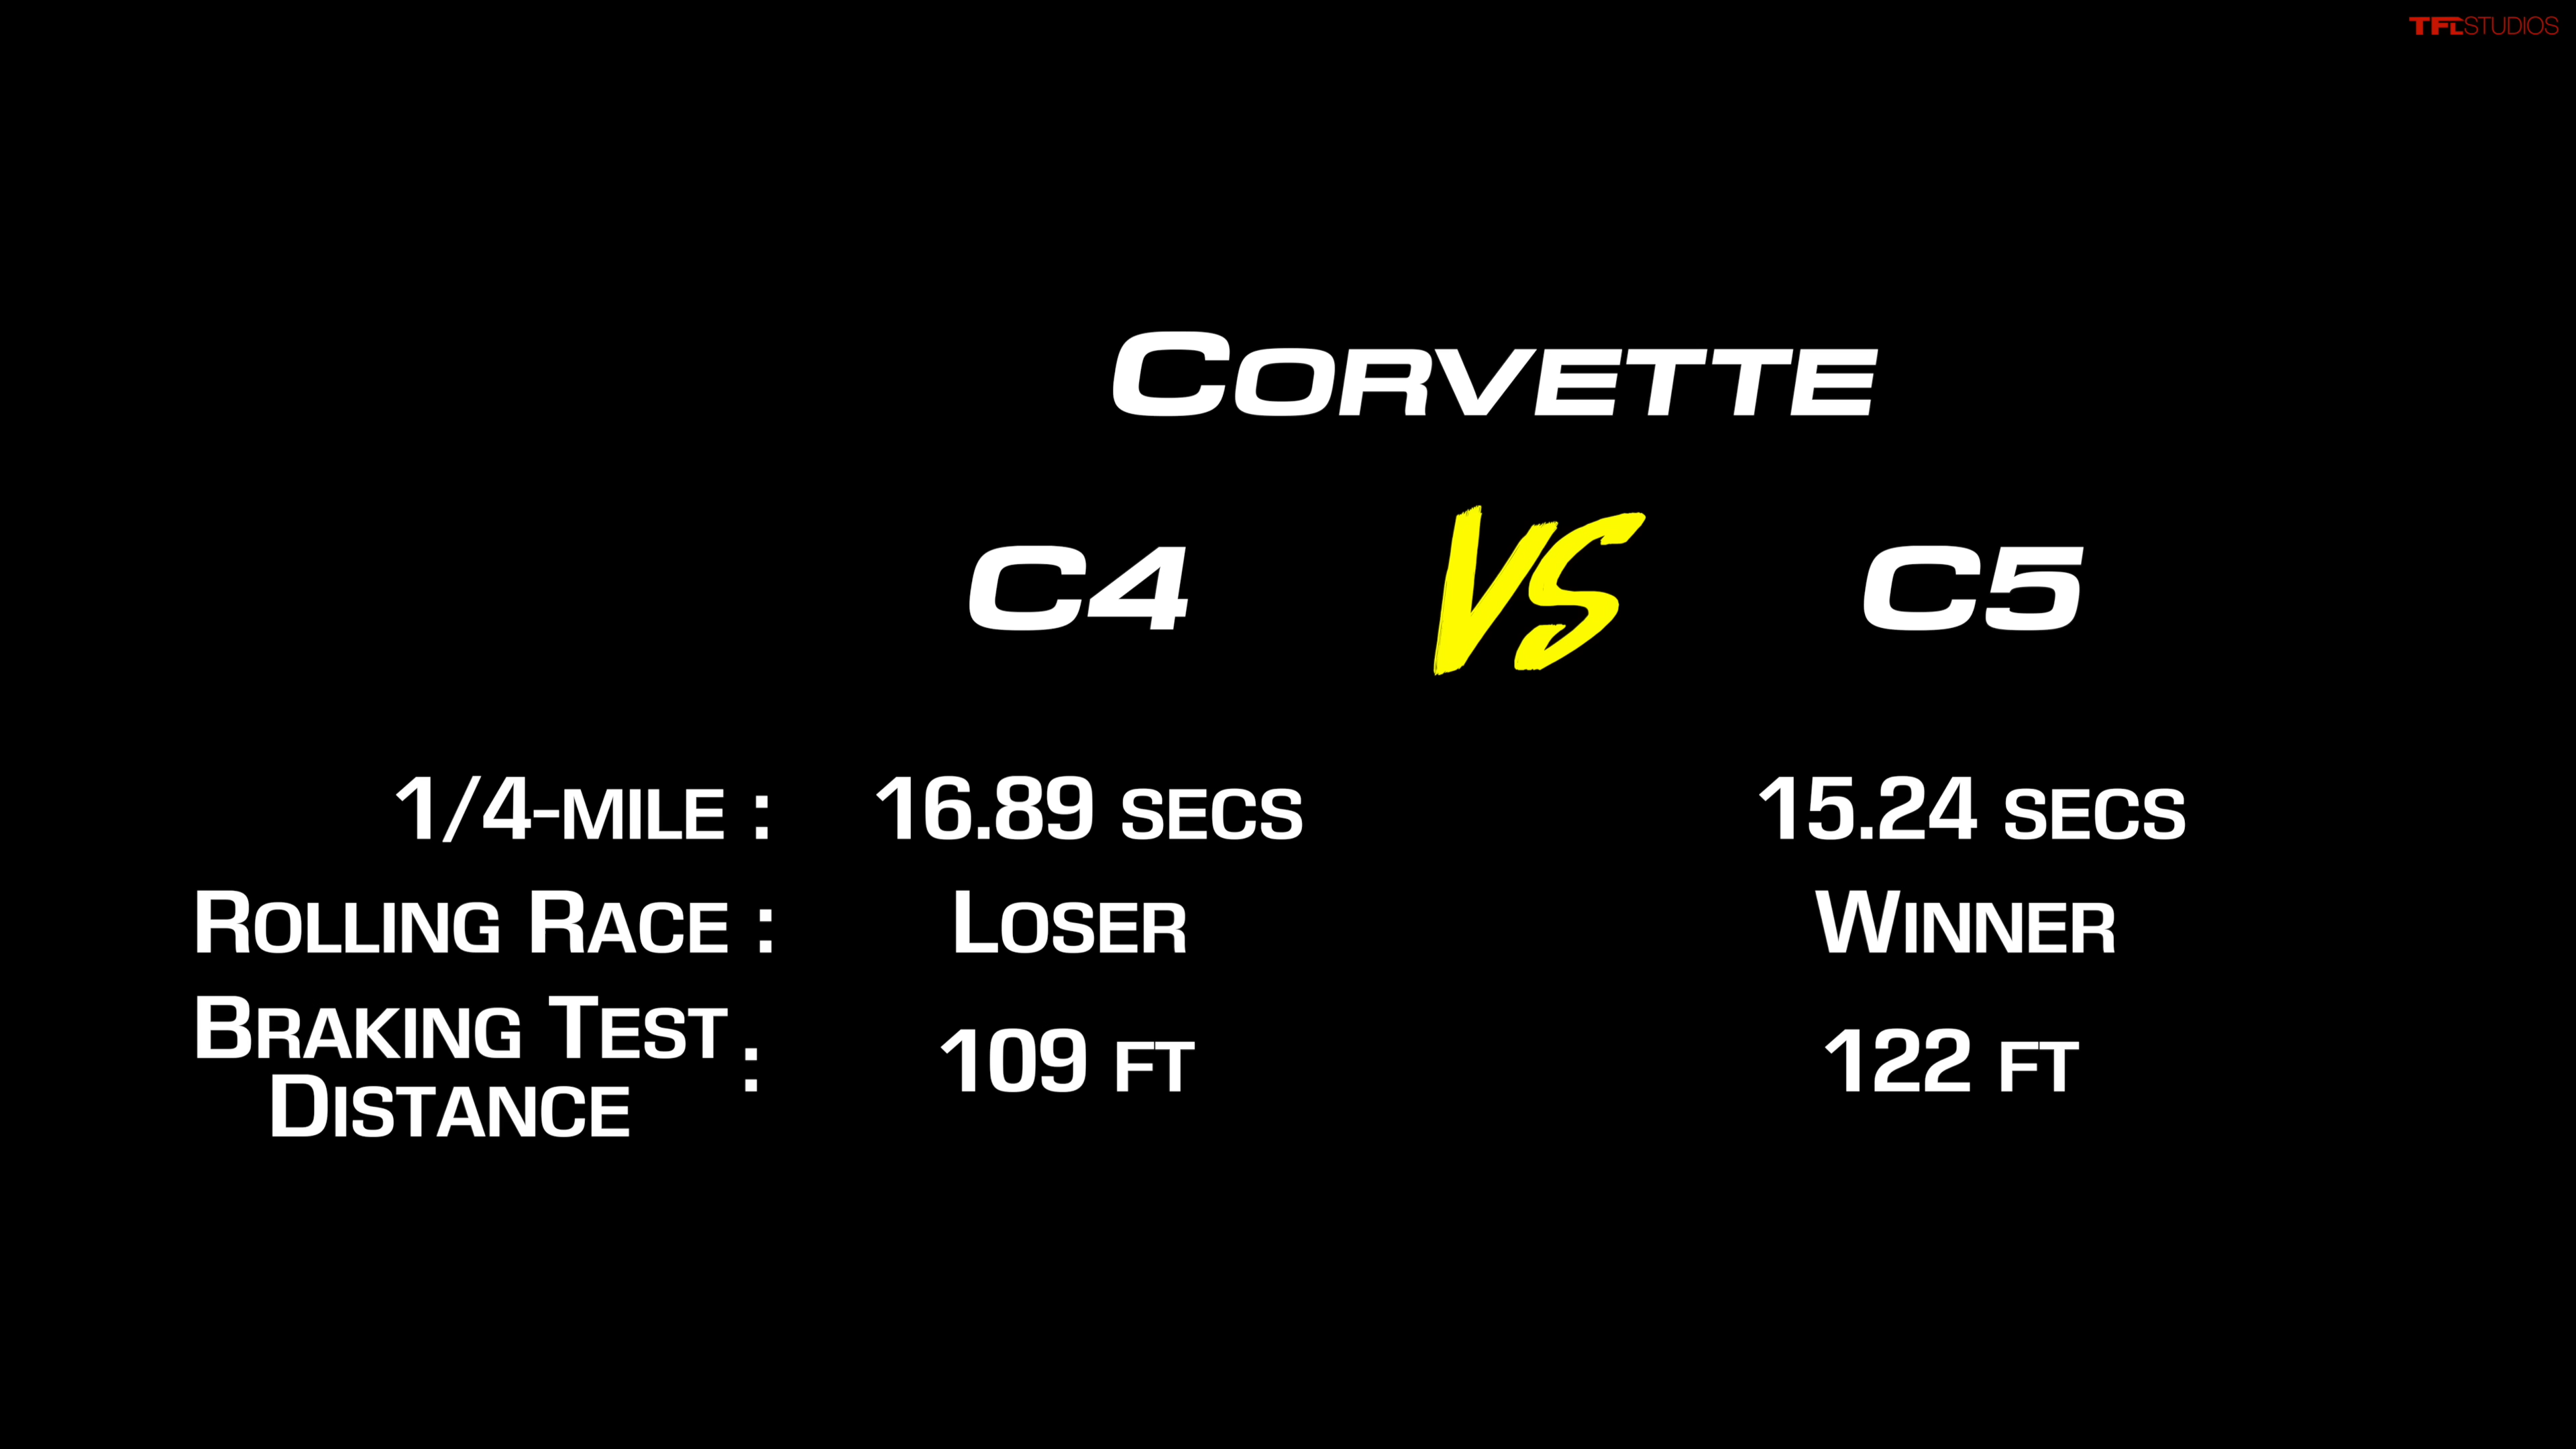 TFLSTUDIOS
CORVETTE
C4 VS C5
1/4-MILE : 16.89 SECS 15.24 SECS
ROLLING RACE : LOSER WINNER
BRAKING TEST
DISTANCE : 109 FT 122 FT